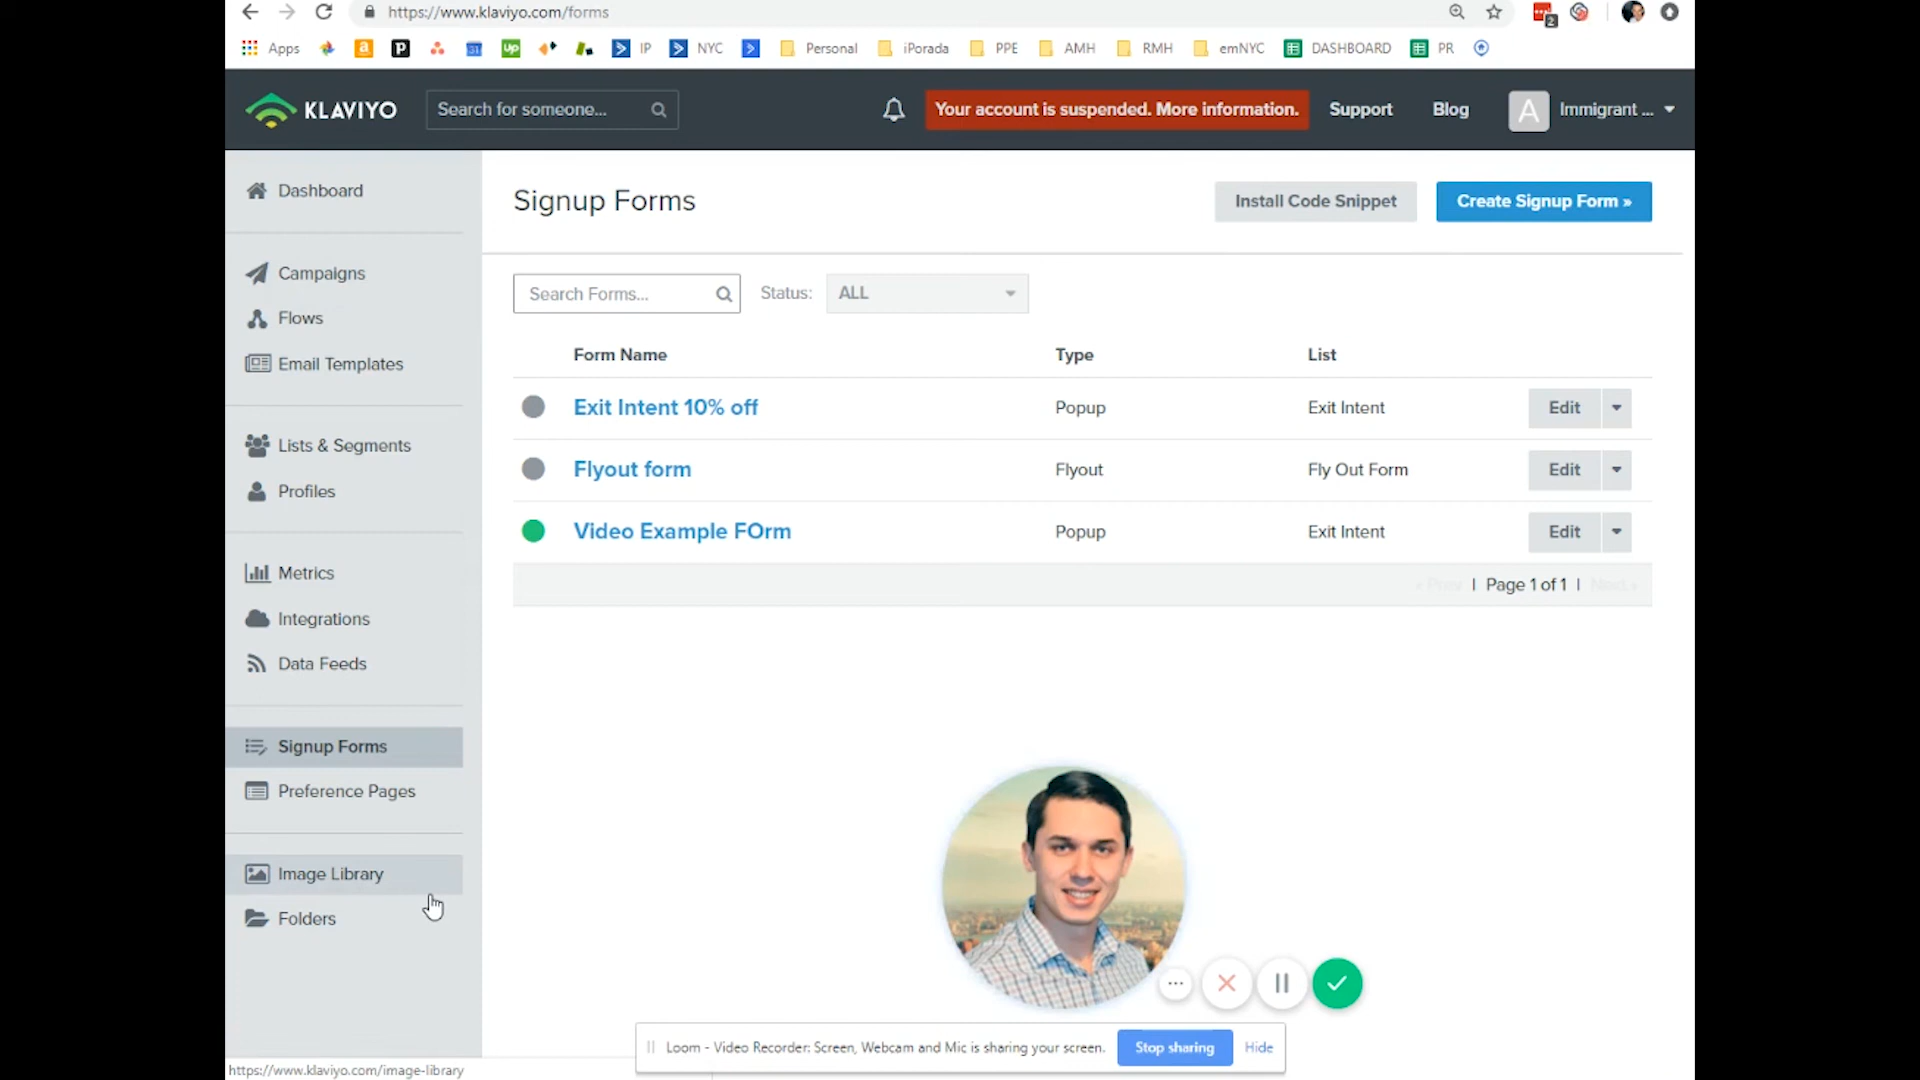 https://www.klaviyo.com/forms
Apps
IP
NYC
Personal
iPorada
PPE
AMH
RMH
emNYC
DASHBOARD
PR
KLAVIYO
Search for someone...
Your account is suspended. More information.
Support
Blog
A
Immigrant ...
Dashboard
Campaigns
Flows
Email Templates
Lists & Segments
Profiles
Metrics
Integrations
Data Feeds
Signup Forms
Preference Pages
Image Library
Folders
Signup Forms
Install Code Snippet
Create Signup Form »
Search Forms...
Status:
ALL
Form Name Type List
Exit Intent 10% off Popup Exit Intent Edit
Flyout form Flyout Fly Out Form Edit
Video Example FOrm Popup Exit Intent Edit
« Prev | Page 1 of 1 | Next »
Loom - Video Recorder: Screen, Webcam and Mic is sharing your screen.
Stop sharing
Hide
https://www.klaviyo.com/image-library